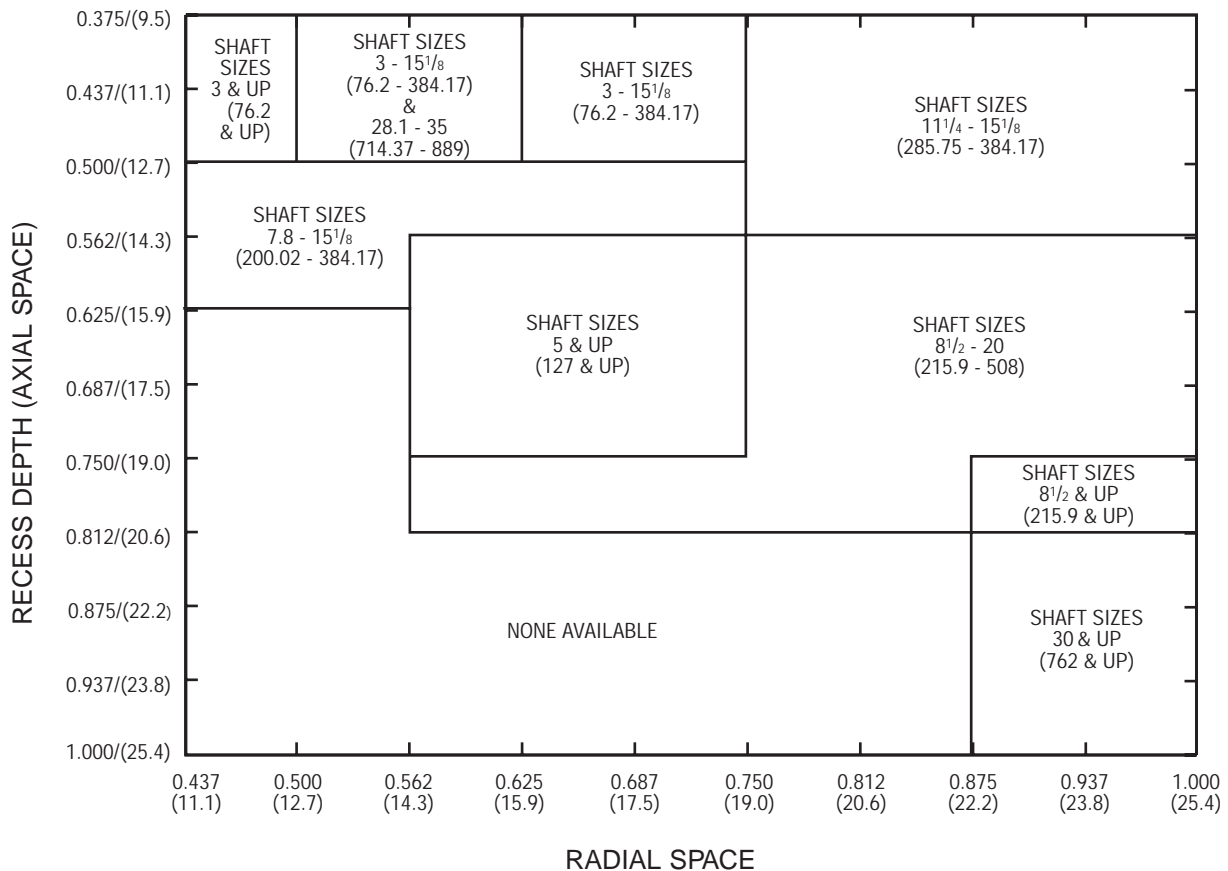 0.375/(9.5)
0.437/(11.1)
0.500/(12.7)
0.562/(14.3)
0.625/(15.9)
0.687/(17.5)
0.750/(19.0)
0.812/(20.6)
0.875/(22.2)
0.937/(23.8)
1.000/(25.4)
RECESS DEPTH (AXIAL SPACE)
SHAFT
SIZES
3 & UP
(76.2
& UP)
SHAFT SIZES
3 - 15 1/8
(76.2 - 384.17)
&
28.1 - 35
(714.37 - 889)
SHAFT SIZES
3 - 15 1/8
(76.2 - 384.17)
SHAFT SIZES
11 1/4 - 15 1/8
(285.75 - 384.17)
SHAFT SIZES
7.8 - 15 1/8
(200.02 - 384.17)
SHAFT SIZES
5 & UP
(127 & UP)
SHAFT SIZES
8 1/2 - 20
(215.9 - 508)
SHAFT SIZES
8 1/2 & UP
(215.9 & UP)
NONE AVAILABLE
SHAFT SIZES
30 & UP
(762 & UP)
0.437 0.500 0.562 0.625 0.687 0.750 0.812 0.875 0.937 1.000
(11.1) (12.7) (14.3) (15.9) (17.5) (19.0) (20.6) (22.2) (23.8) (25.4)
RADIAL SPACE